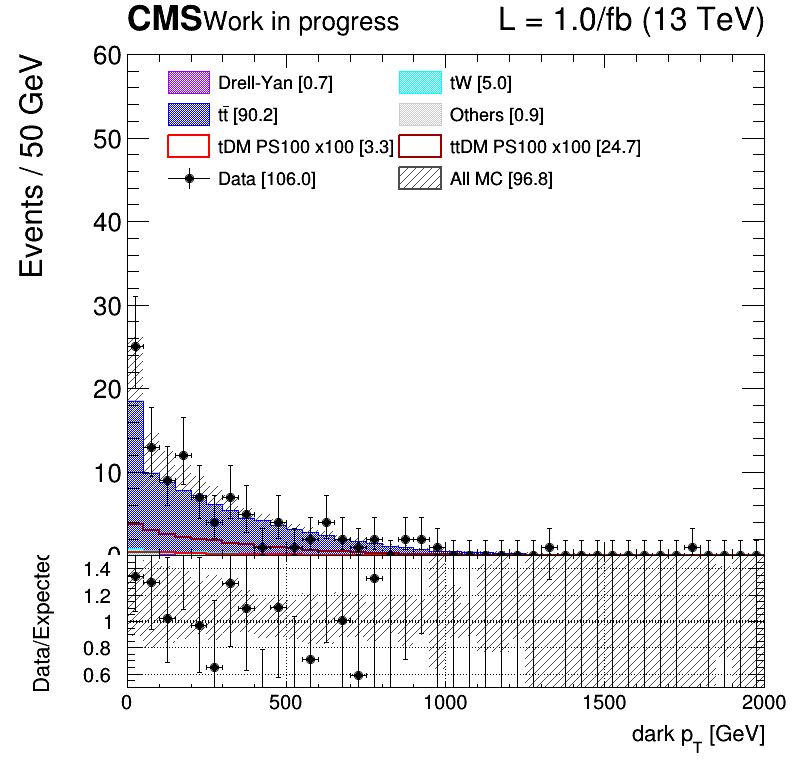 CMS Work in progress L = 1.0/fb (13 TeV)
Events / 50 GeV
60
50
40
30
20
10
0
Drell-Yan [0.7] tW [5.0]
tt̄ [90.2] Others [0.9]
tDM PS100 x100 [3.3] ttDM PS100 x100 [24.7]
Data [106.0] All MC [96.8]
Data/Expected
1.4
1.2
1
0.8
0.6
0 500 1000 1500 2000
dark p_T [GeV]